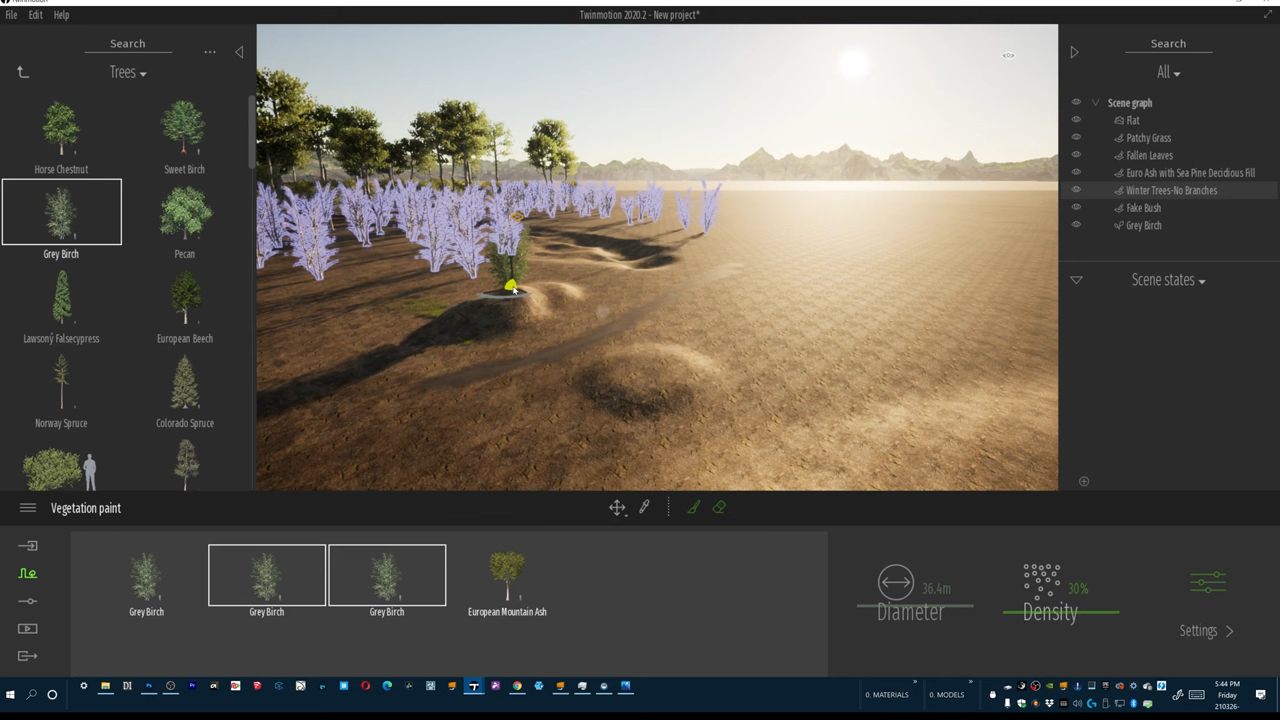 Twinmotion 2020.2 - New project*
File Edit Help
Search
Trees
Horse Chestnut
Sweet Birch
Grey Birch
Pecan
Lawsony Falsecypress
European Beech
Norway Spruce
Colorado Spruce
Search
All
Scene graph
Flat
Patchy Grass
Fallen Leaves
Euro Ash with Sea Pine Decidious Fill
Winter Trees-No Branches
Fake Bush
Grey Birch
Scene states
Vegetation paint
Grey Birch
Grey Birch
Grey Birch
European Mountain Ash
36.4m
Diameter
30%
Density
Settings
0. MATERIALS
0. MODELS
5:44 PM
Friday
210326-